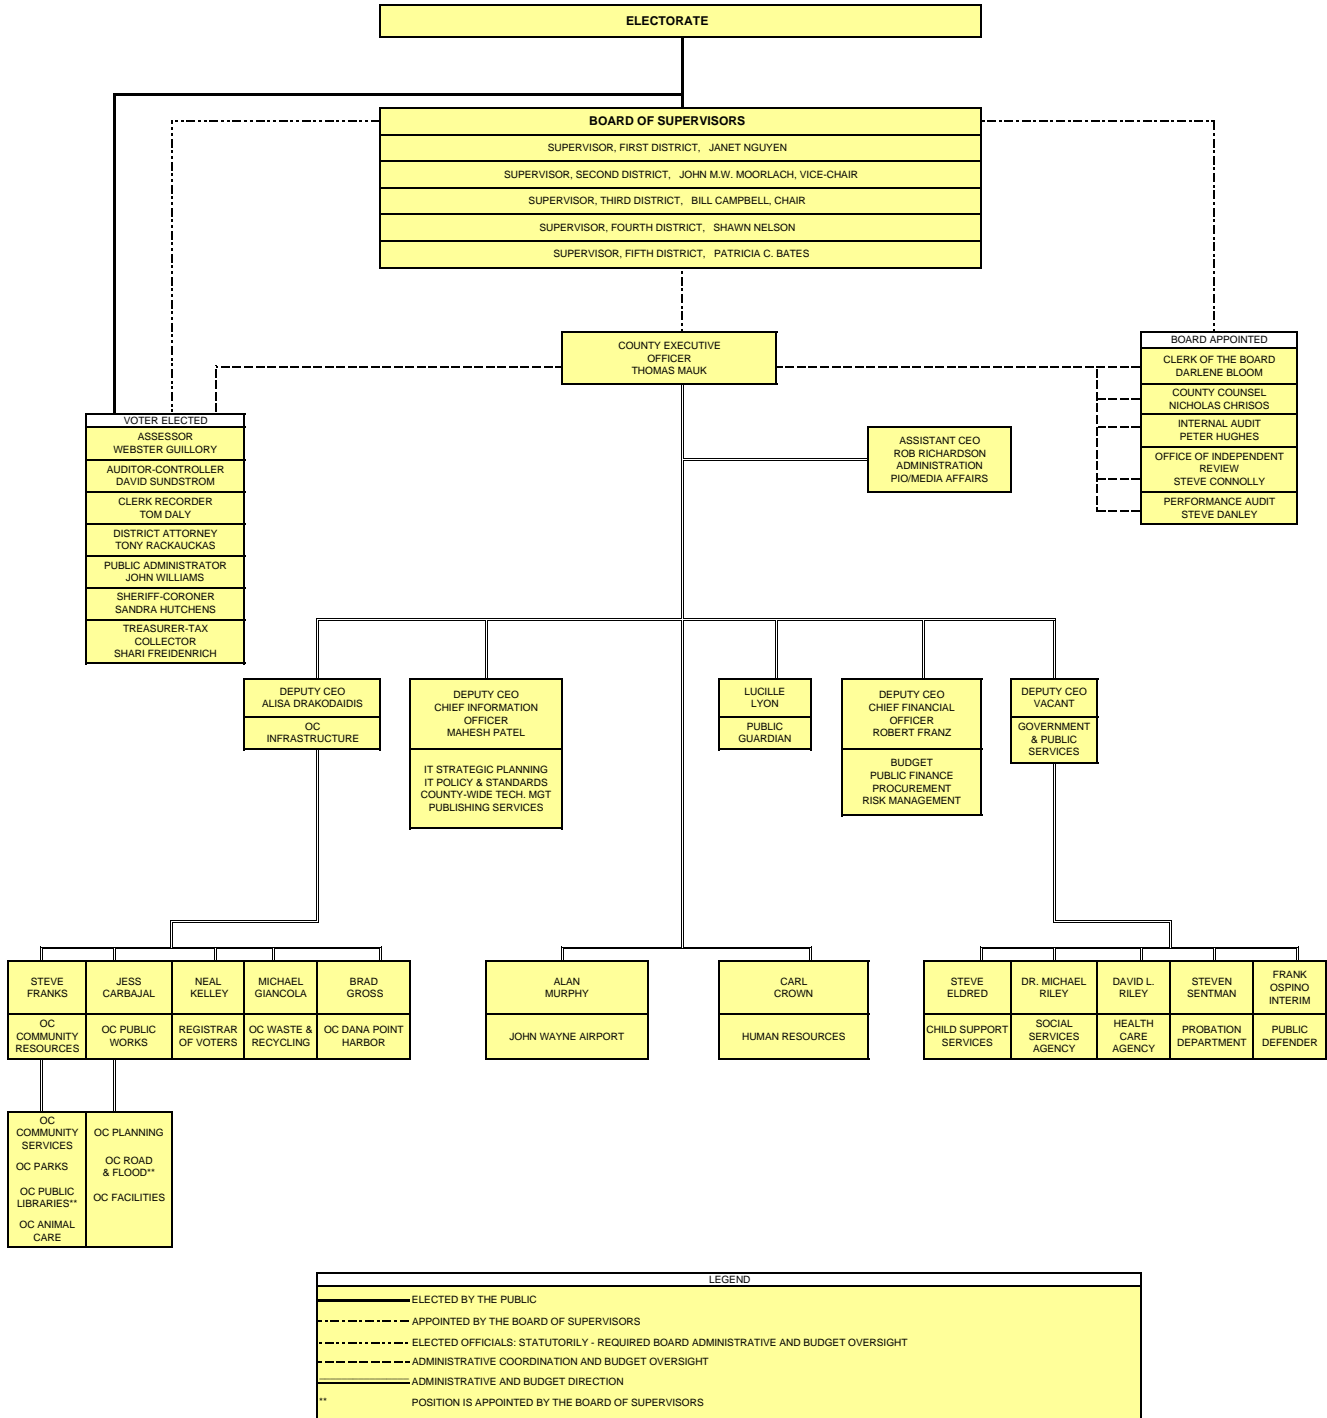 ELECTORATE
BOARD OF SUPERVISORS
SUPERVISOR, FIRST DISTRICT, JANET NGUYEN
SUPERVISOR, SECOND DISTRICT, JOHN M.W. MOORLACH, VICE-CHAIR
SUPERVISOR, THIRD DISTRICT, BILL CAMPBELL, CHAIR
SUPERVISOR, FOURTH DISTRICT, SHAWN NELSON
SUPERVISOR, FIFTH DISTRICT, PATRICIA C. BATES
COUNTY EXECUTIVE
OFFICER
THOMAS MAUK
BOARD APPOINTED
CLERK OF THE BOARD
DARLENE BLOOM
COUNTY COUNSEL
NICHOLAS CHRISOS
INTERNAL AUDIT
PETER HUGHES
OFFICE OF INDEPENDENT
REVIEW
STEVE CONNOLLY
PERFORMANCE AUDIT
STEVE DANLEY
VOTER ELECTED
ASSESSOR
WEBSTER GUILLORY
AUDITOR-CONTROLLER
DAVID SUNDSTROM
CLERK RECORDER
TOM DALY
DISTRICT ATTORNEY
TONY RACKAUCKAS
PUBLIC ADMINISTRATOR
JOHN WILLIAMS
SHERIFF-CORONER
SANDRA HUTCHENS
TREASURER-TAX
COLLECTOR
SHARI FREIDENRICH
ASSISTANT CEO
ROB RICHARDSON
ADMINISTRATION
PIO/MEDIA AFFAIRS
DEPUTY CEO
ALISA DRAKODAIDIS
OC
INFRASTRUCTURE
DEPUTY CEO
CHIEF INFORMATION
OFFICER
MAHESH PATEL
IT STRATEGIC PLANNING
IT POLICY & STANDARDS
COUNTY-WIDE TECH. MGT
PUBLISHING SERVICES
LUCILLE
LYON
PUBLIC
GUARDIAN
DEPUTY CEO
CHIEF FINANCIAL
OFFICER
ROBERT FRANZ
BUDGET
PUBLIC FINANCE
PROCUREMENT
RISK MANAGEMENT
DEPUTY CEO
VACANT
GOVERNMENT
& PUBLIC
SERVICES
STEVE
FRANKS
OC
COMMUNITY
RESOURCES
JESS
CARBAJAL
OC PUBLIC
WORKS
NEAL
KELLEY
REGISTRAR
OF VOTERS
MICHAEL
GIANCOLA
OC WASTE &
RECYCLING
BRAD
GROSS
OC DANA POINT
HARBOR
ALAN
MURPHY
JOHN WAYNE AIRPORT
CARL
CROWN
HUMAN RESOURCES
STEVE
ELDRED
CHILD SUPPORT
SERVICES
DR. MICHAEL
RILEY
SOCIAL
SERVICES
AGENCY
DAVID L.
RILEY
HEALTH
CARE
AGENCY
STEVEN
SENTMAN
PROBATION
DEPARTMENT
FRANK
OSPINO
INTERIM
PUBLIC
DEFENDER
OC
COMMUNITY
SERVICES
OC PARKS
OC PUBLIC
LIBRARIES**
OC ANIMAL
CARE
OC PLANNING
OC ROAD
& FLOOD**
OC FACILITIES
LEGEND
ELECTED BY THE PUBLIC
APPOINTED BY THE BOARD OF SUPERVISORS
ELECTED OFFICIALS: STATUTORILY - REQUIRED BOARD ADMINISTRATIVE AND BUDGET OVERSIGHT
ADMINISTRATIVE COORDINATION AND BUDGET OVERSIGHT
ADMINISTRATIVE AND BUDGET DIRECTION
** POSITION IS APPOINTED BY THE BOARD OF SUPERVISORS